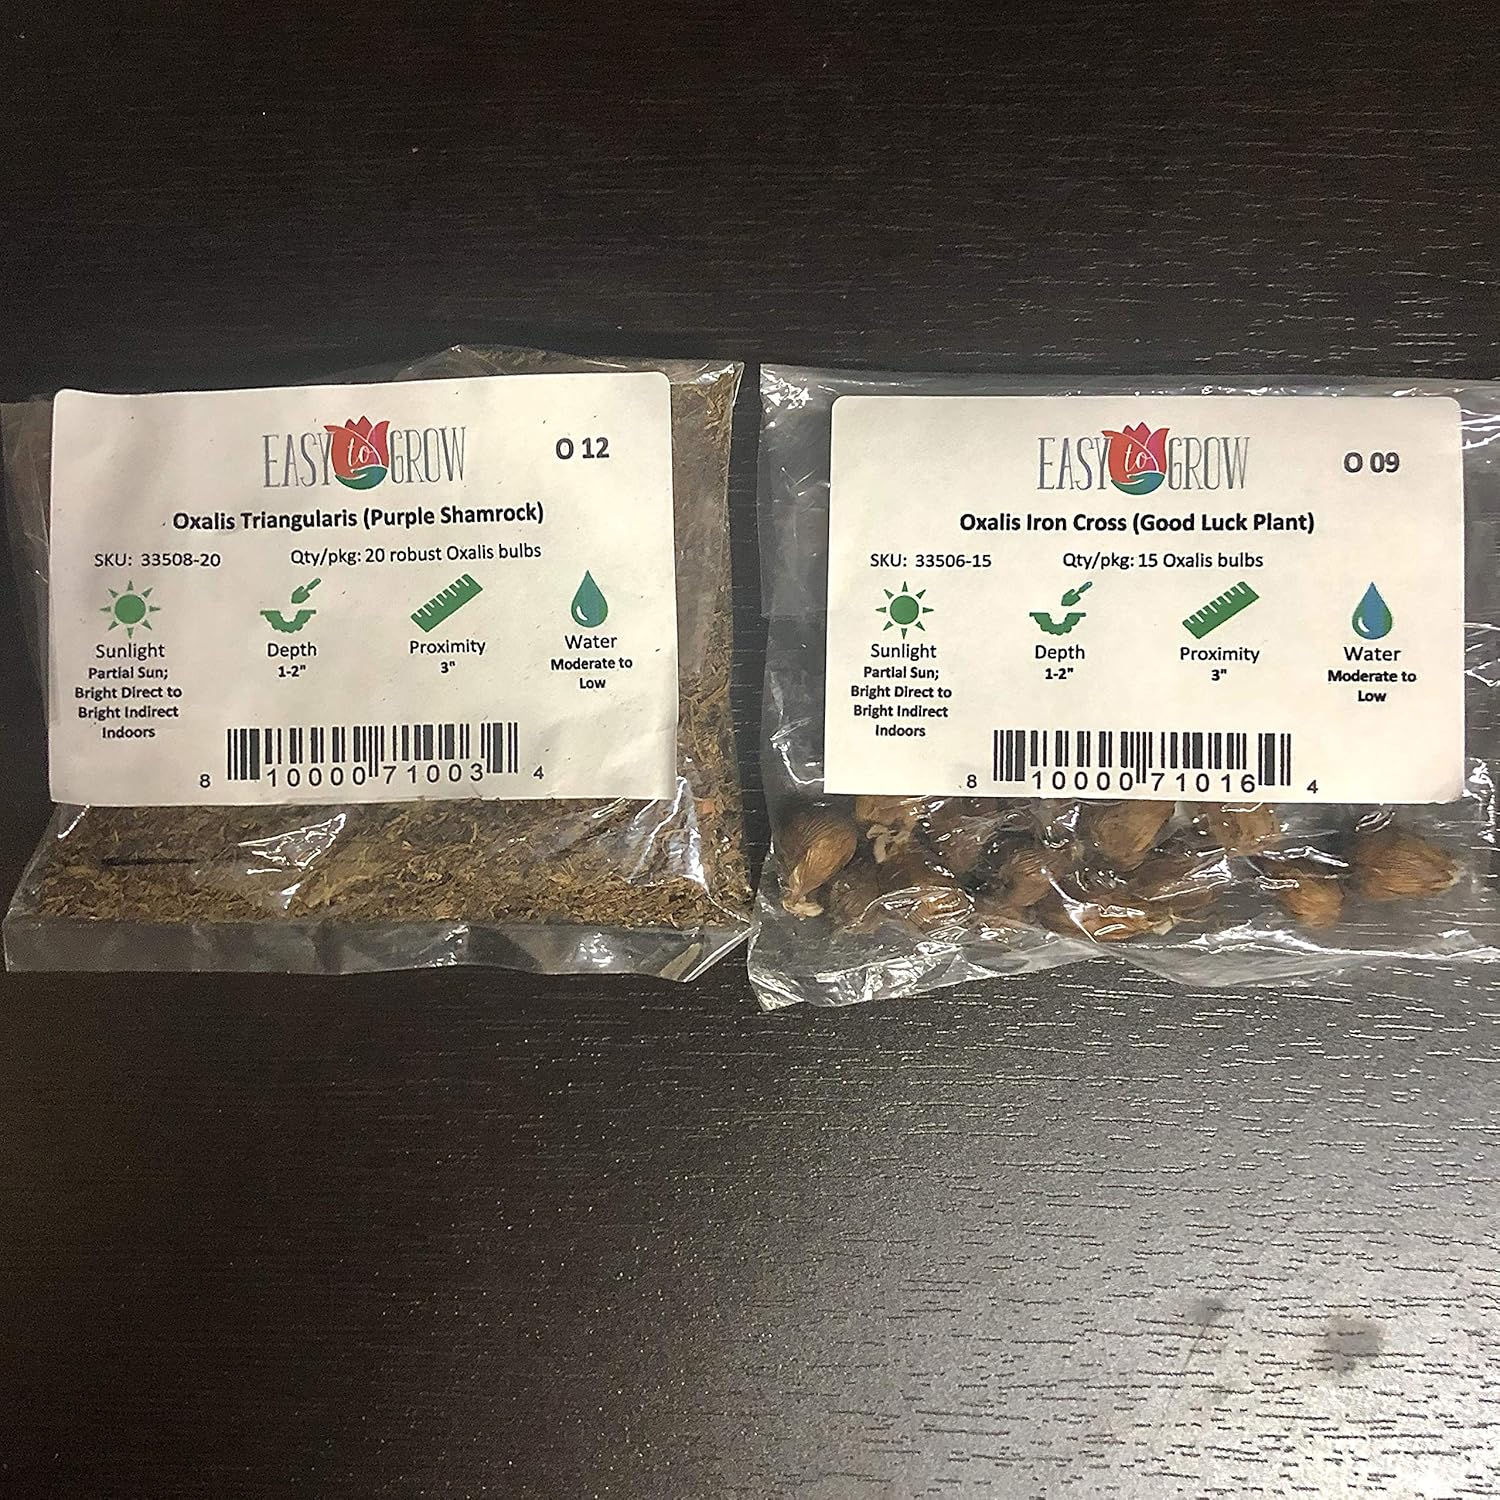 EASY to GROW
O 12
Oxalis Triangularis (Purple Shamrock)
SKU: 33508-20
Qty/pkg: 20 robust Oxalis bulbs
Sunlight
Partial Sun;
Bright Direct to
Bright Indirect
Indoors
Depth
1-2"
Proximity
3"
Water
Moderate to
Low
8 10000 71003 4
EASY to GROW
O 09
Oxalis Iron Cross (Good Luck Plant)
SKU: 33506-15
Qty/pkg: 15 Oxalis bulbs
Sunlight
Partial Sun;
Bright Direct to
Bright Indirect
Indoors
Depth
1-2"
Proximity
3"
Water
Moderate to
Low
8 10000 71016 4